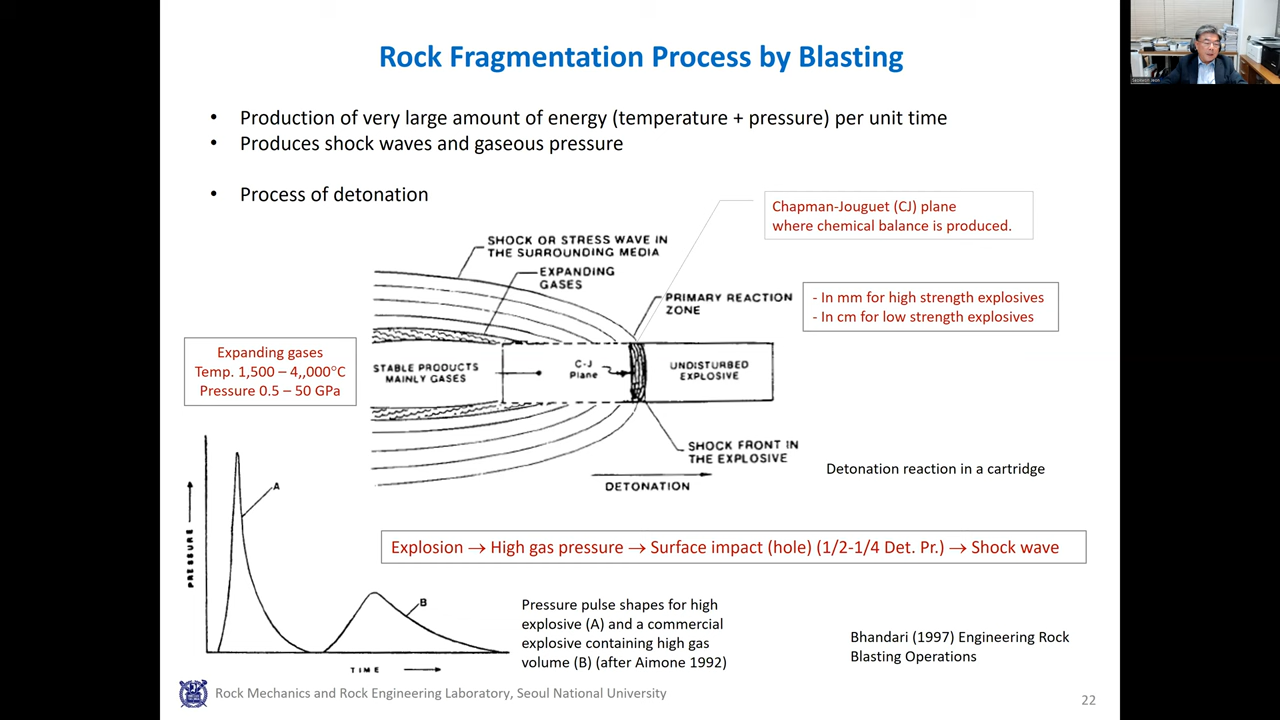 Rock Fragmentation Process by Blasting
• Production of very large amount of energy (temperature + pressure) per unit time
• Produces shock waves and gaseous pressure
• Process of detonation
Chapman-Jouguet (CJ) plane
where chemical balance is produced.
SHOCK OR STRESS WAVE IN
THE SURROUNDING MEDIA
EXPANDING
GASES
PRIMARY REACTION
ZONE
- In mm for high strength explosives
- In cm for low strength explosives
Expanding gases
Temp. 1,500 – 4,,000°C
Pressure 0.5 – 50 GPa
STABLE PRODUCTS
MAINLY GASES
C-J
Plane
UNDISTURBED
EXPLOSIVE
SHOCK FRONT IN
THE EXPLOSIVE
DETONATION
Detonation reaction in a cartridge
A
PRESSURE
B
TIME
Explosion → High gas pressure → Surface impact (hole) (1/2-1/4 Det. Pr.) → Shock wave
Pressure pulse shapes for high
explosive (A) and a commercial
explosive containing high gas
volume (B) (after Aimone 1992)
Bhandari (1997) Engineering Rock
Blasting Operations
Rock Mechanics and Rock Engineering Laboratory, Seoul National University
22